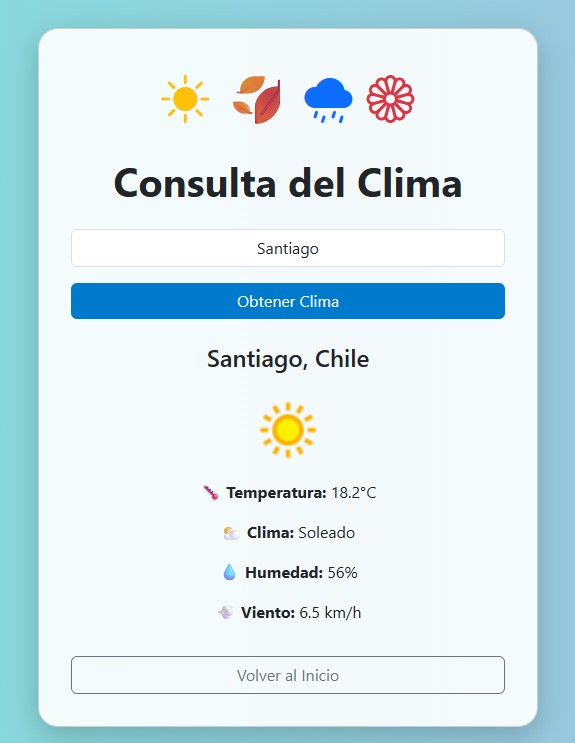 Consulta del Clima
Santiago
Obtener Clima
Santiago, Chile
Temperatura: 18.2°C
Clima: Soleado
Humedad: 56%
Viento: 6.5 km/h
Volver al Inicio